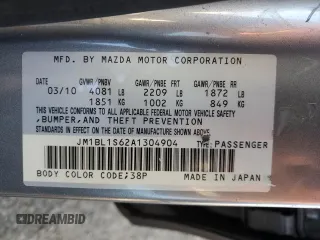 MFD. BY MAZDA MOTOR CORPORATION
GVWR/PNBV GAWR/PNBE FRT GAWR/PNBE RR
03/10 4081 LB 2209 LB 1872 LB
1851 KG 1002 KG 849 KG
THIS VEHICLE CONFORMS TO ALL APPLICABLE
FEDERAL MOTOR VEHICLE SAFETY
,BUMPER,AND THEFT PREVENTION
STANDARDS IN EFFECT ON THE DATE OF MANUFACTURE SHOWN ABOVE.
JM1BL1S62A1304904 TYPE:PASSENGER
BODY COLOR CODE;38P MADE IN JAPAN
DREAMBID